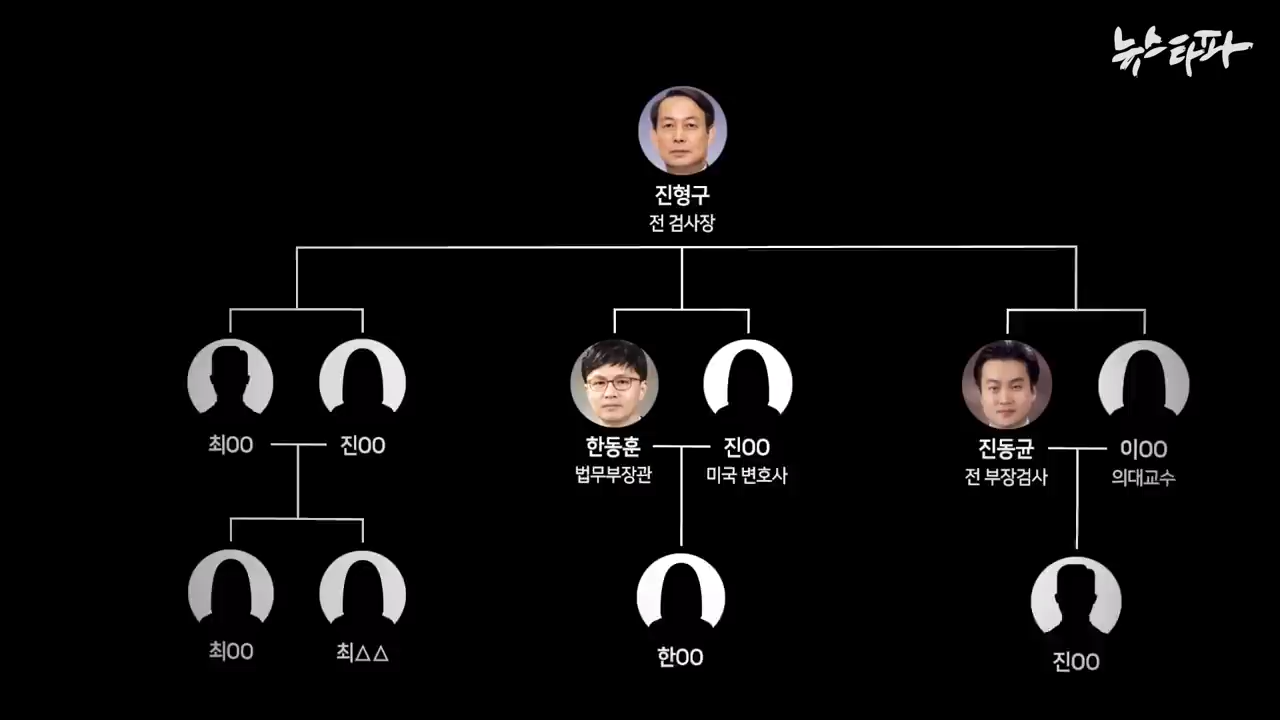 뉴스타파
진형구
전 검사장
최OO
진OO
한동훈
법무부장관
진OO
미국 변호사
진동균
전 부장검사
이OO
의대교수
최OO
최△△
한OO
진OO